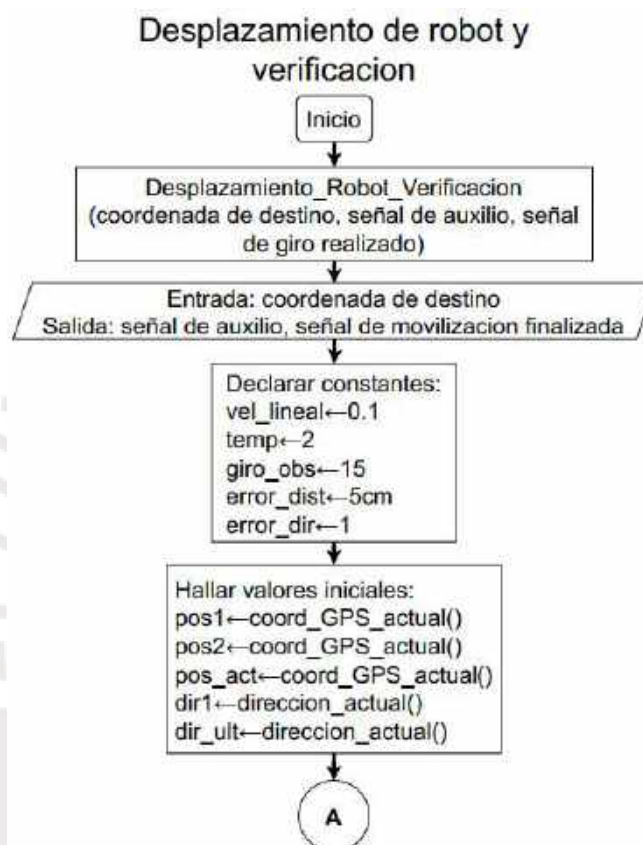 Desplazamiento de robot y
verificacion
Inicio
Desplazamiento_Robot_Verificacion
(coordenada de destino, señal de auxilio, señal
de giro realizado)
Entrada: coordenada de destino
Salida: señal de auxilio, señal de movilizacion finalizada
Declarar constantes:
vel_lineal←0.1
temp←2
giro_obs←15
error_dist←5cm
error_dir←1
Hallar valores iniciales:
pos1←coord_GPS_actual()
pos2←coord_GPS_actual()
pos_act←coord_GPS_actual()
dir1←direccion_actual()
dir_ult←direccion_actual()
A